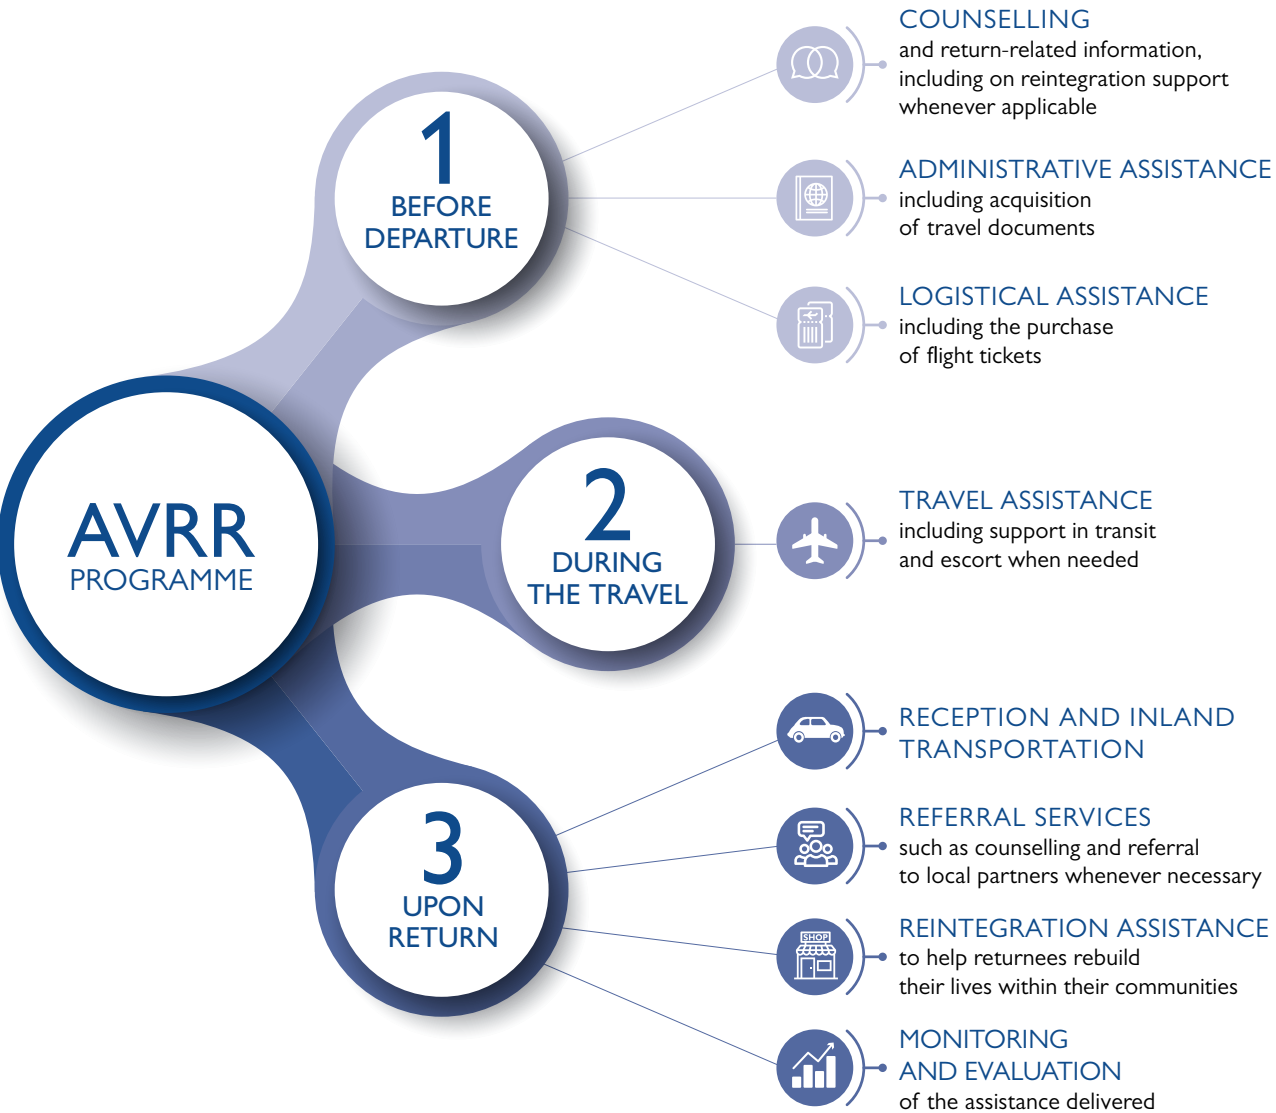 AVRR
PROGRAMME
1
BEFORE
DEPARTURE
COUNSELLING
and return-related information,
including on reintegration support
whenever applicable
ADMINISTRATIVE ASSISTANCE
including acquisition
of travel documents
LOGISTICAL ASSISTANCE
including the purchase
of flight tickets
2
DURING
THE TRAVEL
TRAVEL ASSISTANCE
including support in transit
and escort when needed
3
UPON
RETURN
RECEPTION AND INLAND
TRANSPORTATION
REFERRAL SERVICES
such as counselling and referral
to local partners whenever necessary
SHOP
REINTEGRATION ASSISTANCE
to help returnees rebuild
their lives within their communities
MONITORING
AND EVALUATION
of the assistance delivered